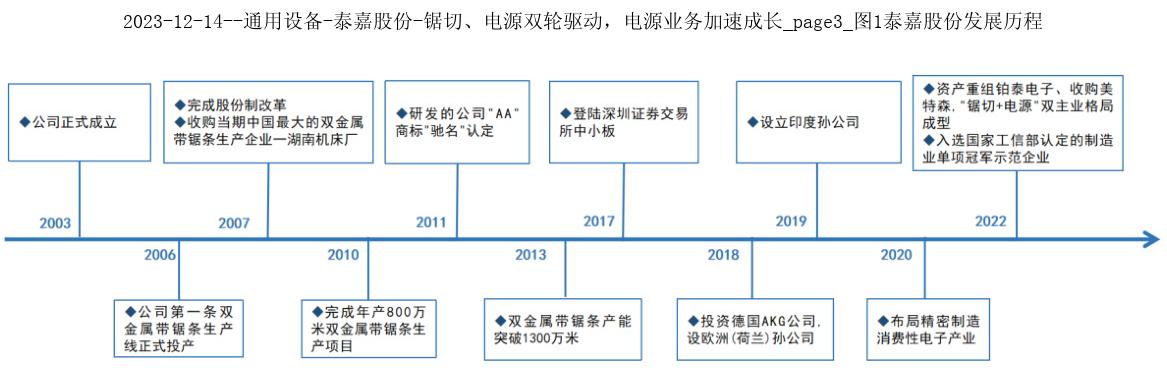 2023-12-14--通用设备-泰嘉股份-锯切、电源双轮驱动，电源业务加速成长_page3_图1泰嘉股份发展历程
◆公司正式成立
◆完成股份制改革
◆收购当期中国最大的双金属
带锯条生产企业一湖南机床厂
◆研发的公司"AA"
商标"驰名"认定
◆登陆深圳证券交易
所中小板
◆设立印度孙公司
◆资产重组铂泰电子、收购美
特森,"锯切+电源"双主业格局
成型
◆入选国家工信部认定的制造
业单项冠军示范企业
2003
2007
2011
2017
2019
2022
2006
2010
2013
2018
2020
◆公司第一条双
金属带锯条生产
线正式投产
◆完成年产800万
米双金属带锯条生
产项目
◆双金属带锯条产能
突破1300万米
◆投资德国AKG公司,
设欧洲(荷兰)孙公司
◆布局精密制造
消费性电子产业